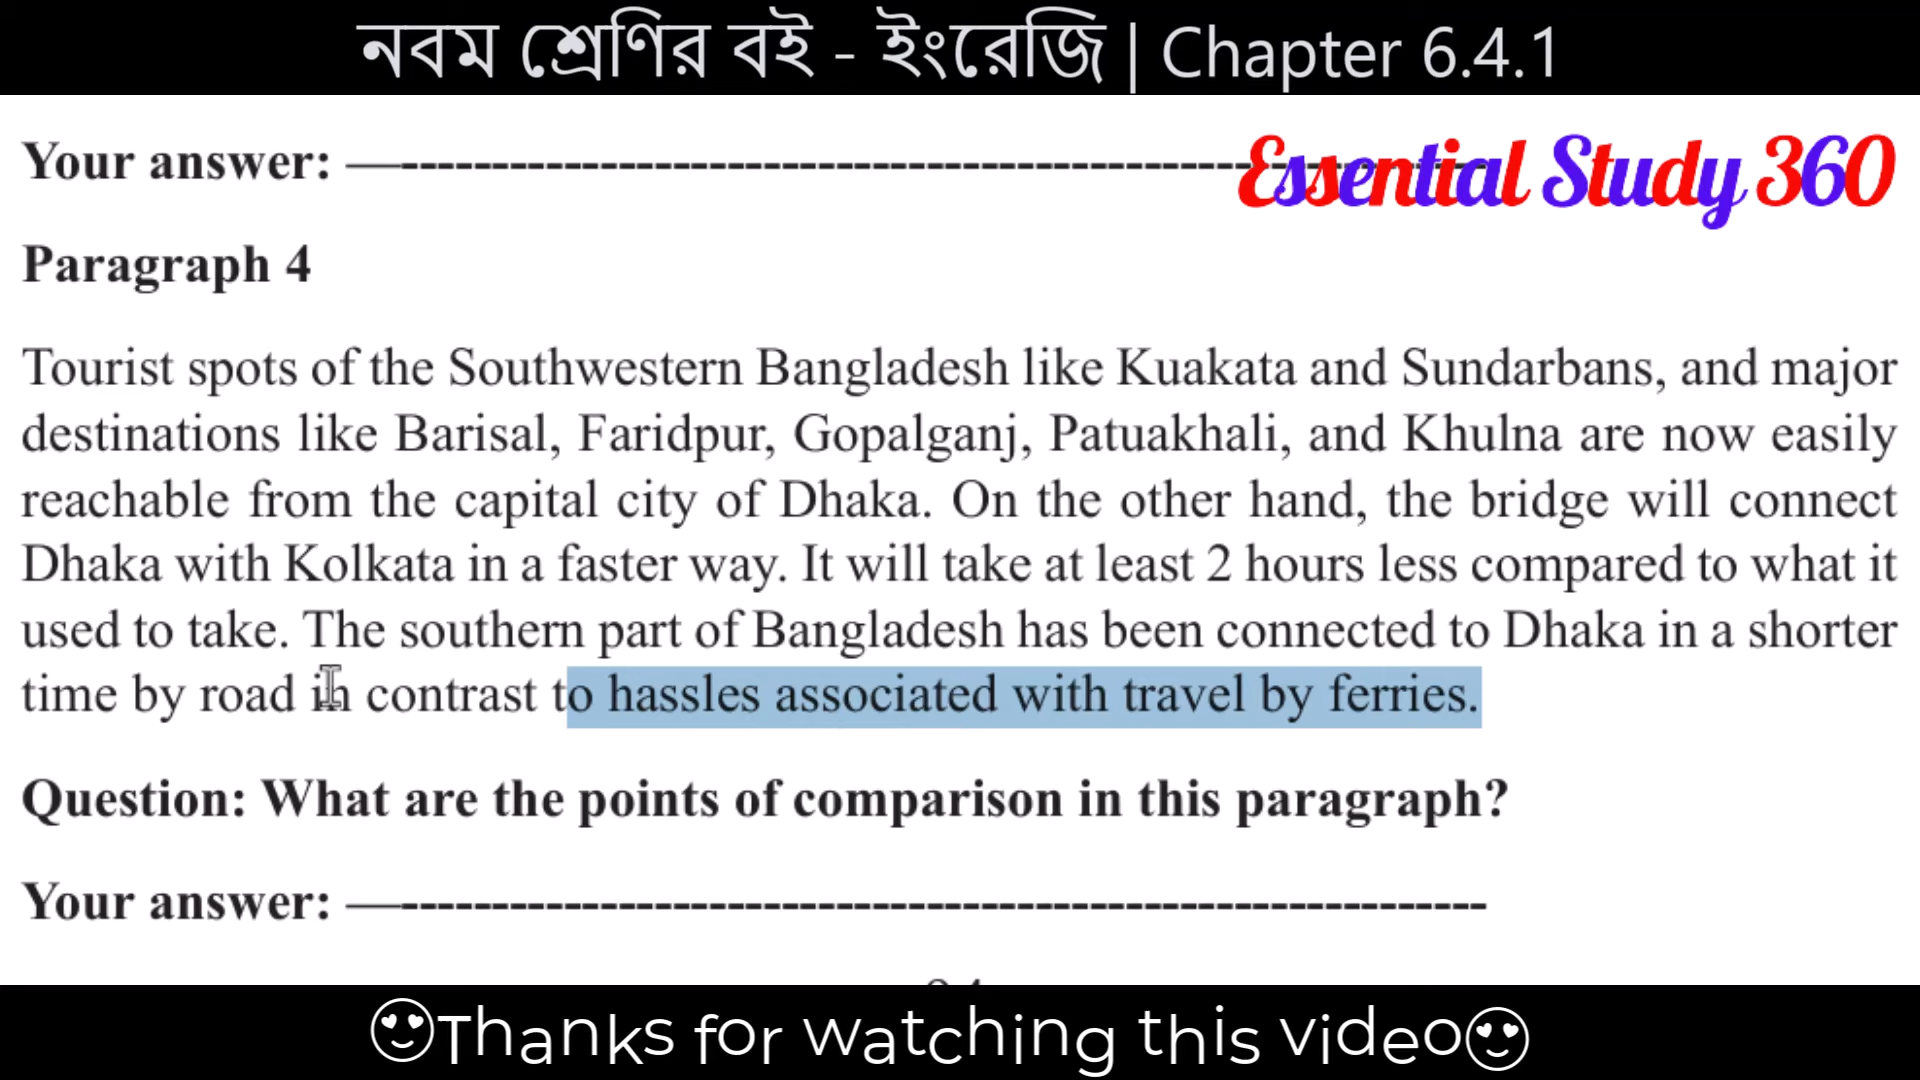 নবম শ্রেণির বই - ইংরেজি | Chapter 6.4.1
Your answer: —------------------------------------------------------------
Essential Study 360
Paragraph 4
Tourist spots of the Southwestern Bangladesh like Kuakata and Sundarbans, and major
destinations like Barisal, Faridpur, Gopalganj, Patuakhali, and Khulna are now easily
reachable from the capital city of Dhaka. On the other hand, the bridge will connect
Dhaka with Kolkata in a faster way. It will take at least 2 hours less compared to what it
used to take. The southern part of Bangladesh has been connected to Dhaka in a shorter
time by road in contrast to hassles associated with travel by ferries.
Question: What are the points of comparison in this paragraph?
Your answer: —------------------------------------------------------------
😍Thanks for watching this video😍